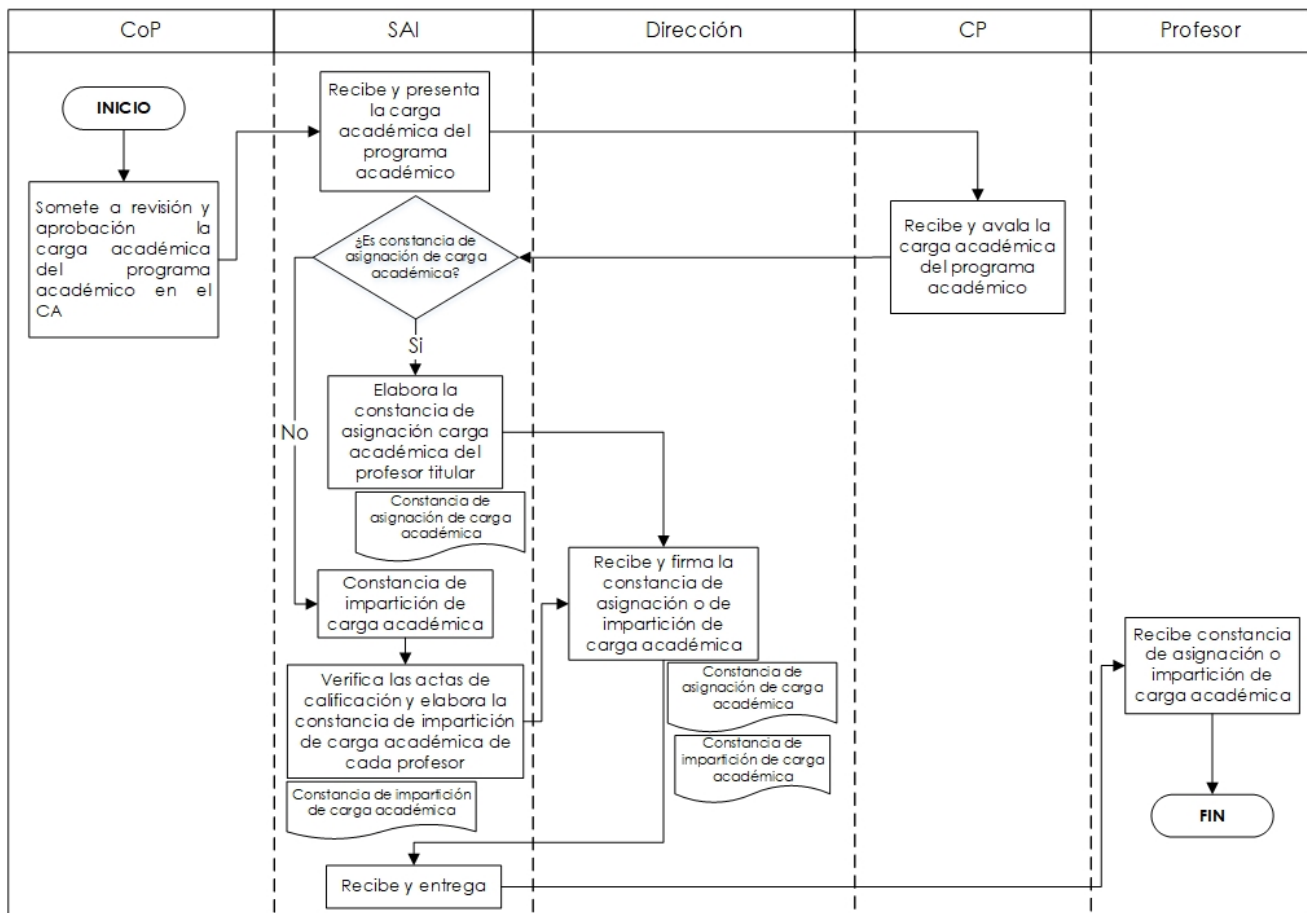 CoP
SAI
Dirección
CP
Profesor
INICIO
Somete a revisión y
aprobación la
carga académica
del programa
académico en el
CA
Recibe y presenta
la carga
académica del
programa
académico
Recibe y avala la
carga académica
del programa
académico
¿Es constancia de
asignación de carga
académica?
Si
No
Elabora la
constancia de
asignación carga
académica del
profesor titular
Constancia de
asignación de carga
académica
Constancia de
impartición de
carga académica
Verifica las actas de
calificación y elabora la
constancia de impartición
de carga académica de
cada profesor
Constancia de impartición
de carga académica
Recibe y firma la
constancia de
asignación o de
impartición de
carga académica
Constancia de
asignación de carga
académica
Constancia de
impartición de carga
académica
Recibe y entrega
Recibe constancia
de asignación o
impartición de
carga académica
FIN